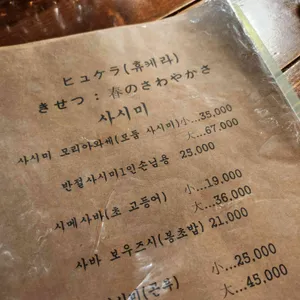 ヒュケラ(휴케라)
きせつ : 春のさわやかさ
사시미
사시미 모리아와세(모둠 사시미)小...35,000
大...67,000
반절사시미1인손님용 25,000
시메사바(초 고등어) 小...19,000
大...36,000
사바 보우즈시(봉초밥) 21,000
小...25,000
大...45,000